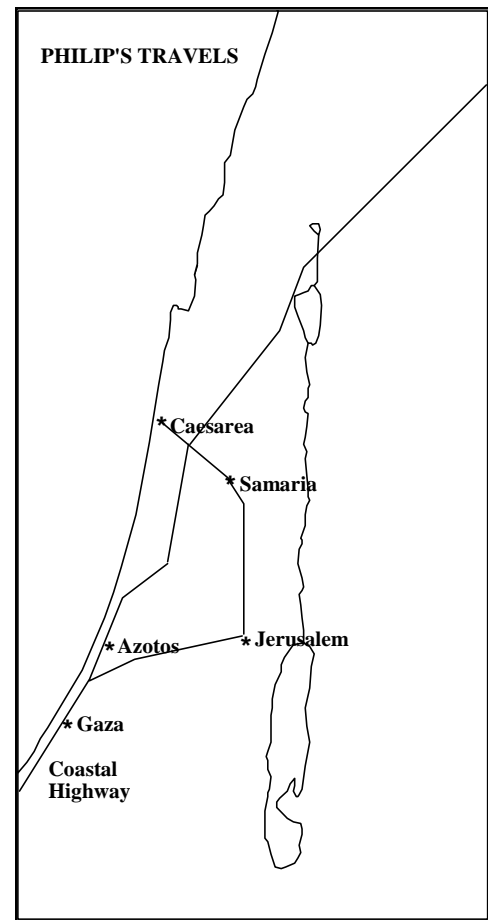 PHILIP'S TRAVELS
* Caesarea
* Samaria
* Jerusalem
* Azotos
* Gaza
Coastal
Highway